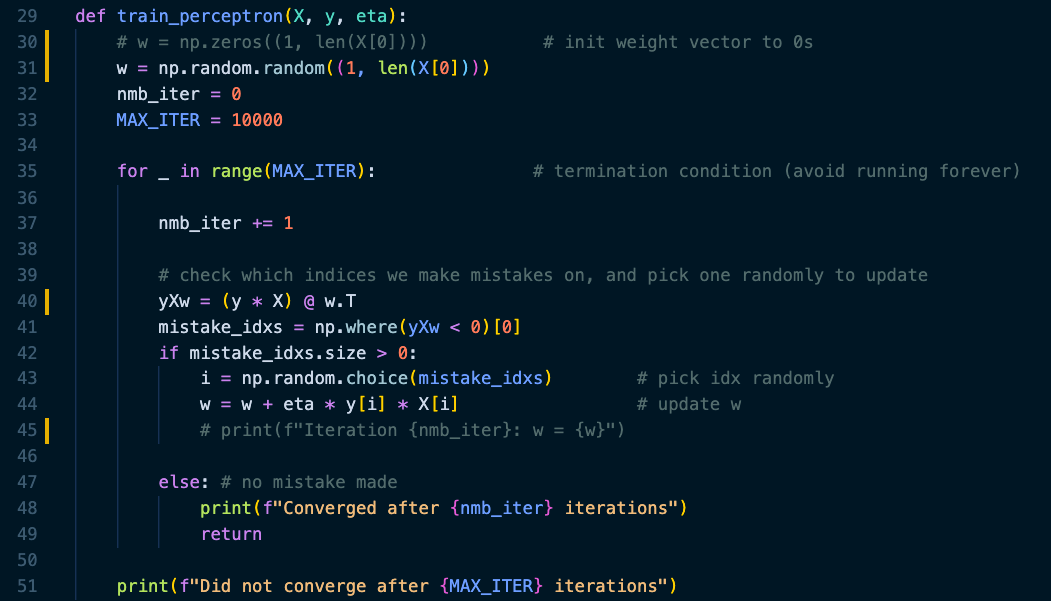 29 def train_perceptron(X, y, eta):
30     # w = np.zeros((1, len(X[0])))           # init weight vector to 0s
31     w = np.random.random((1, len(X[0])))
32     nmb_iter = 0
33     MAX_ITER = 10000
34
35     for _ in range(MAX_ITER):               # termination condition (avoid running forever)
36
37         nmb_iter += 1
38
39         # check which indices we make mistakes on, and pick one randomly to update
40         yXw = (y * X) @ w.T
41         mistake_idxs = np.where(yXw < 0)[0]
42         if mistake_idxs.size > 0:
43             i = np.random.choice(mistake_idxs)        # pick idx randomly
44             w = w + eta * y[i] * X[i]                 # update w
45             # print(f"Iteration {nmb_iter}: w = {w}")
46
47         else: # no mistake made
48             print(f"Converged after {nmb_iter} iterations")
49             return
50
51     print(f"Did not converge after {MAX_ITER} iterations")